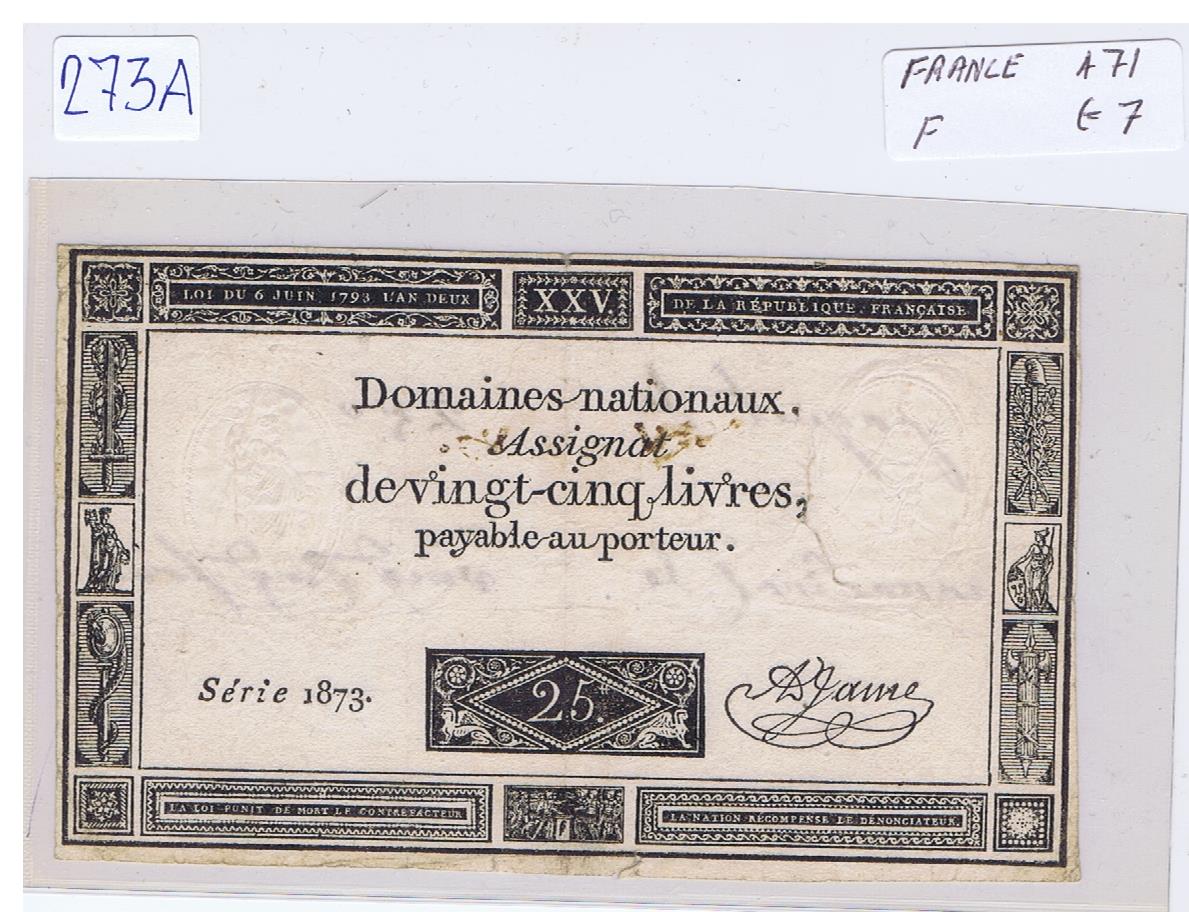 273A
FRANCE A71
F € 7
LOI DU 6 JUIN 1793 L'AN DEUX
XXV.
DE LA RÉPUBLIQUE FRANÇAISE
Domaines nationaux.
Assignat
de vingt-cinq livres,
payable au porteur.
Série 1873.
25.
A Jame
LA LOI PUNIT DE MORT LE CONTREFACTEUR
LA NATION RÉCOMPENSE LE DÉNONCIATEUR.